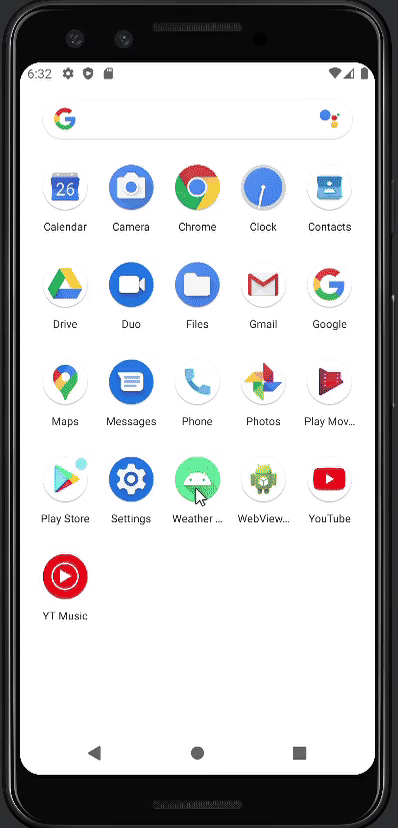 6:32
Calendar Camera Chrome Clock Contacts
26
Drive Duo Files Gmail Google
Maps Messages Phone Photos Play Mov...
Play Store Settings Weather ... WebView... YouTube
YT Music